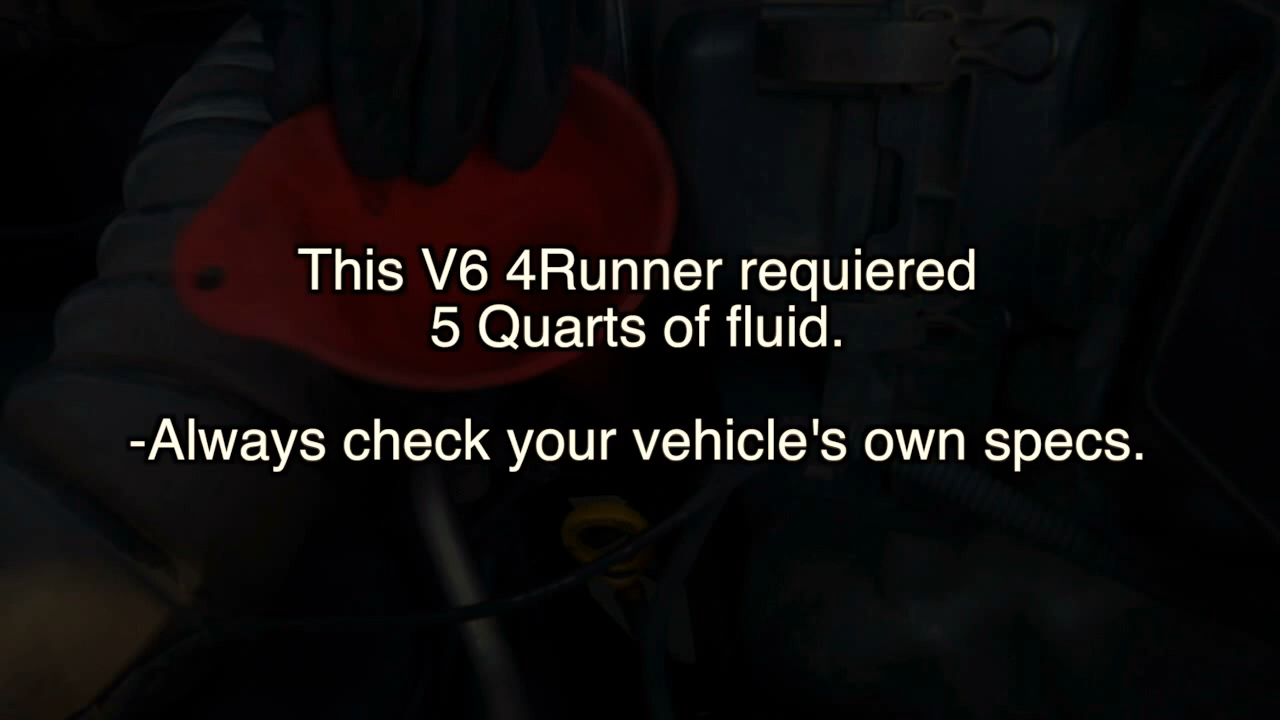 This V6 4Runner requiered
5 Quarts of fluid.
-Always check your vehicle's own specs.